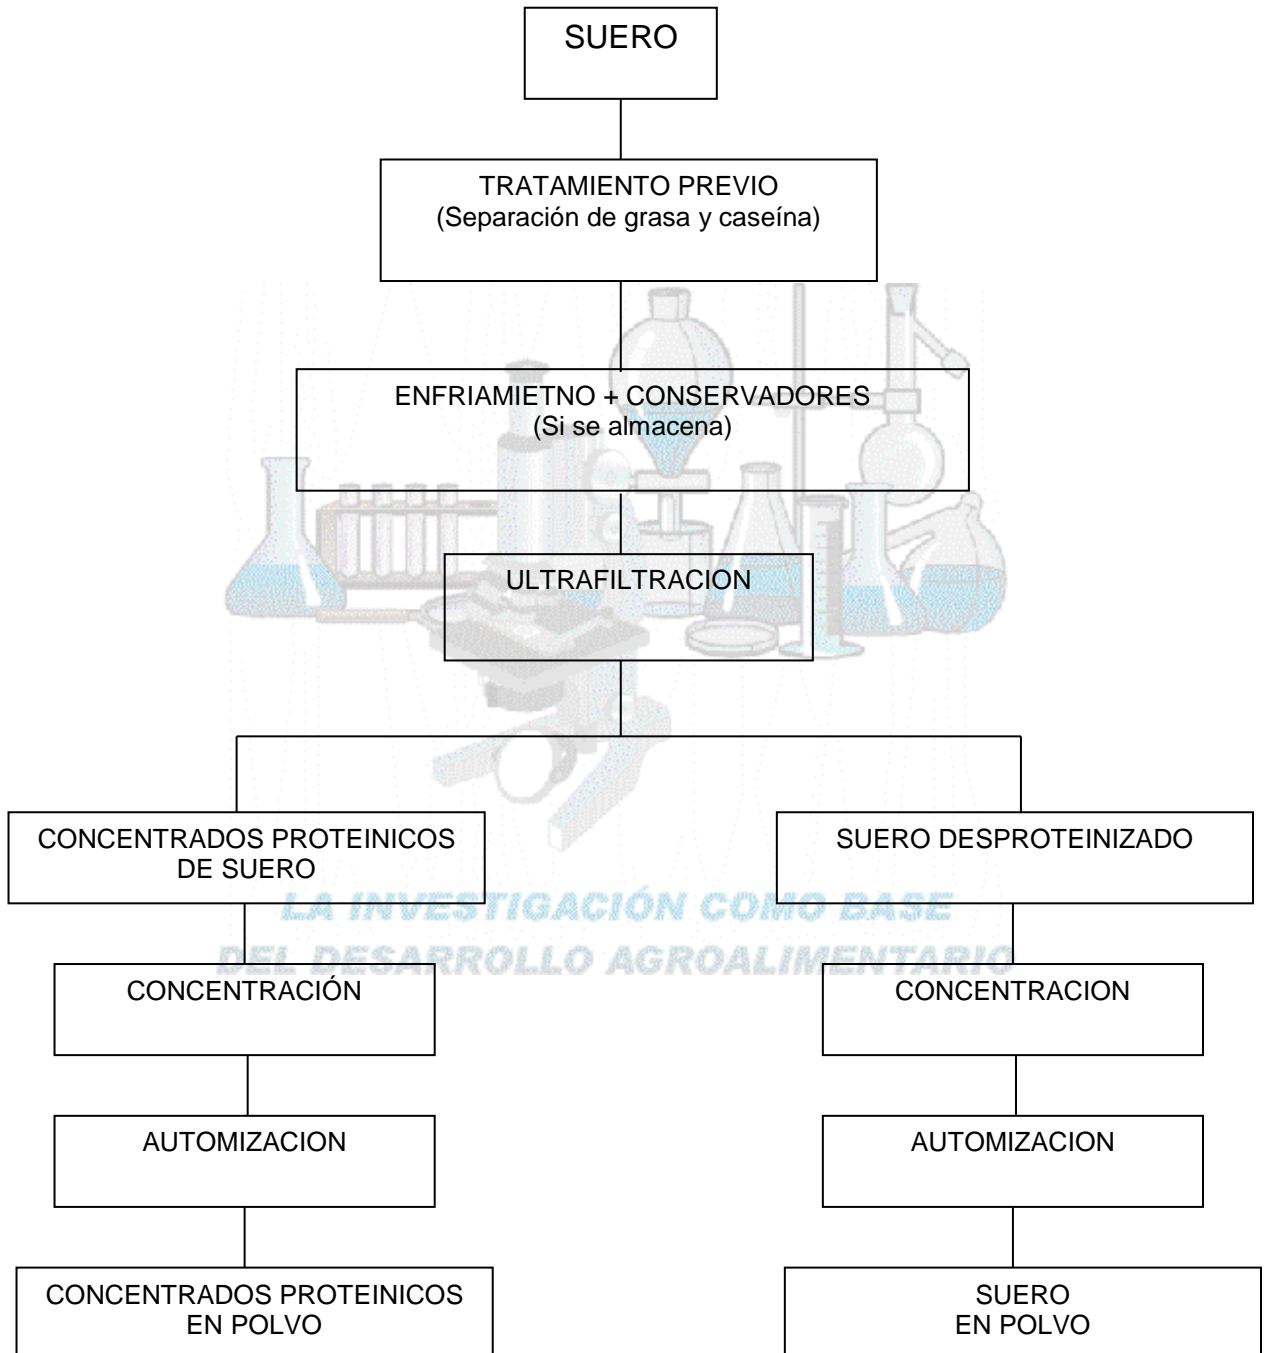 SUERO
TRATAMIENTO PREVIO
(Separación de grasa y caseína)
ENFRIAMIETNO + CONSERVADORES
(Si se almacena)
ULTRAFILTRACION
CONCENTRADOS PROTEINICOS
DE SUERO
SUERO DESPROTEINIZADO
LA INVESTIGACIÓN COMO BASE
DEL DESARROLLO AGROALIMENTARIO
CONCENTRACIÓN
CONCENTRACION
AUTOMIZACION
AUTOMIZACION
CONCENTRADOS PROTEINICOS
EN POLVO
SUERO
EN POLVO